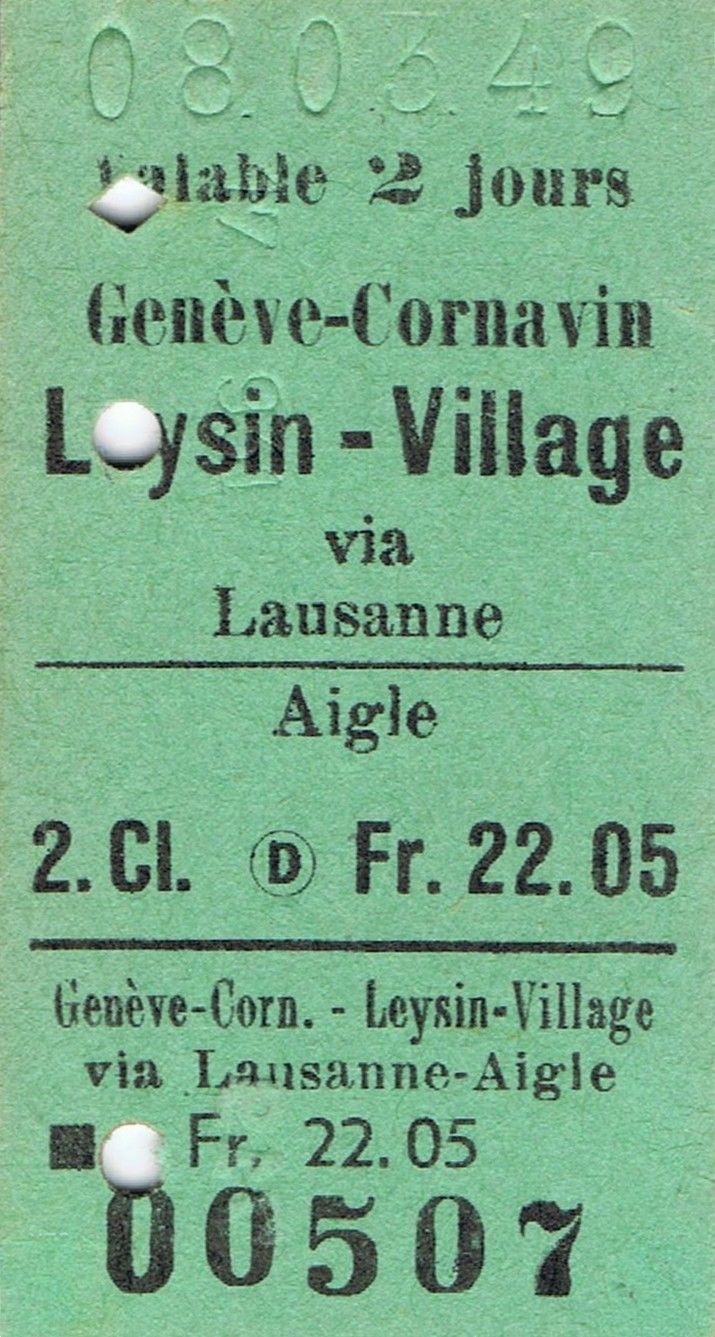 08.03.49
Valable 2 jours
Genève-Cornavin
Leysin - Village
via
Lausanne
Aigle
2. Cl. D Fr. 22.05
Genève-Corn. - Leysin-Village
via Lausanne-Aigle
Fr. 22.05
00507